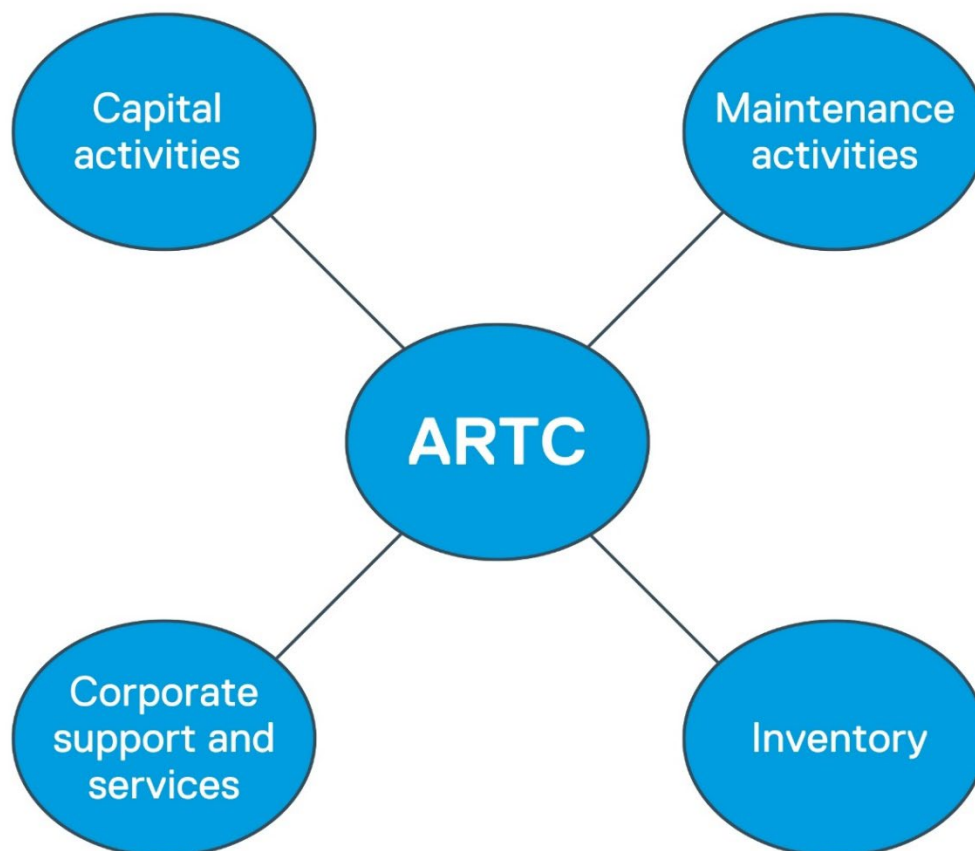 Capital
activities
Maintenance
activities
ARTC
Corporate
support and
services
Inventory